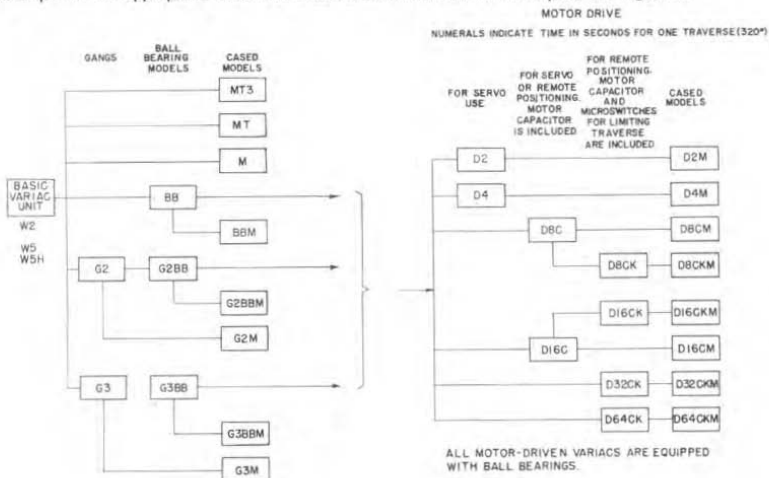 MOTOR DRIVE
NUMERALS INDICATE TIME IN SECONDS FOR ONE TRAVERSE (320°)
GANGS
BALL
BEARING
MODELS
CASED
MODELS
MT3
MT
M
BASIC
VARIAC
UNIT
W2
W5
W5H
BB
BBM
G2
G2BB
G2BBM
G2M
G3
G3BB
G3BBM
G3M
FOR SERVO
USE
FOR SERVO
OR REMOTE
POSITIONING.
MOTOR
CAPACITOR
IS INCLUDED
FOR REMOTE
POSITIONING.
MOTOR
CAPACITOR
AND
MICROSWITCHES
FOR LIMITING
TRAVERSE
ARE INCLUDED
CASED
MODELS
D2
D2M
D4
D4M
D8C
D8CM
D8CK
D8CKM
D16CK
D16CKM
D16C
D16CM
D32CK
D32CKM
D64CK
D64CKM
ALL MOTOR-DRIVEN VARIACS ARE EQUIPPED
WITH BALL BEARINGS.